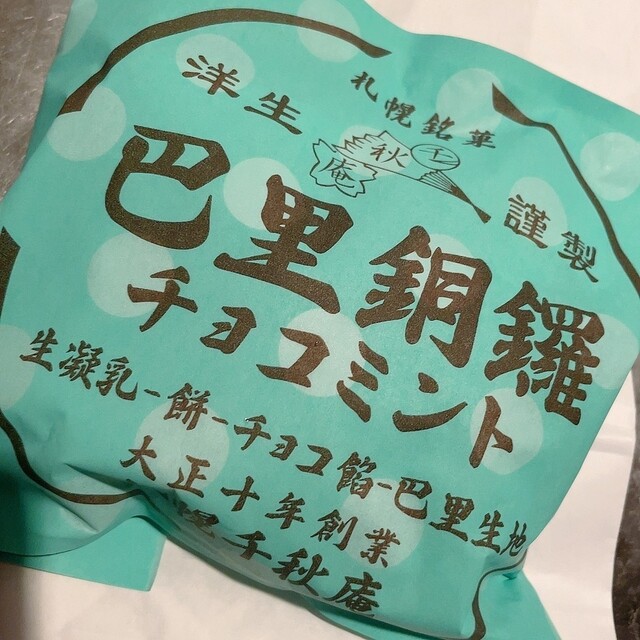 札幌銘菓
洋生
千秋庵
謹製
巴里銅鑼
チョコミント
生凝乳-餅-チョコ餡-巴里生地
大正十年創業
幌千秋庵